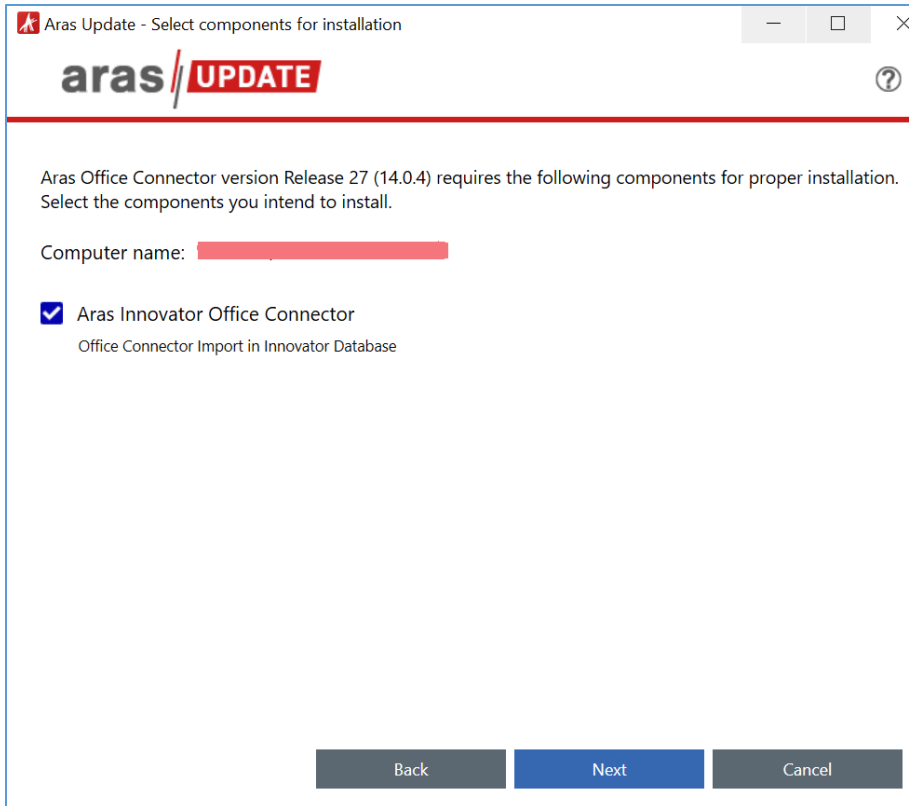 Aras Update - Select components for installation
aras UPDATE
?
Aras Office Connector version Release 27 (14.0.4) requires the following components for proper installation.
Select the components you intend to install.
Computer name:
Aras Innovator Office Connector
Office Connector Import in Innovator Database
Back Next Cancel